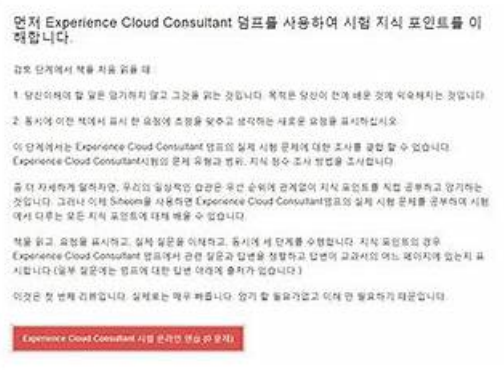 먼저 Experience Cloud Consultant 덤프를 사용하여 시험 지식 포인트를 이
해합니다.
검토 단계에서 책을 처음 읽을 때 :
1. 당신이해야 할 일은 암기하지 않고 그것을 읽는 것입니다. 목적은 당신이 전에 배운 것에 익숙해지는 것입니다.
2. 동시에 이전 책에서 표시 한 요점에 초점을 맞추고 생각하는 새로운 요점을 표시하십시오.
이 단계에서는 Experience Cloud Consultant 덤프의 실제 시험 문제에 대한 조사를 결합 할 수 있습니다.
Experience Cloud Consultant시험의 문제 유형과 범위, 지식 점수 조사 방법을 조사합니다.
좀 더 자세하게 말하자면, 우리의 일상적인 습관은 우선 순위에 관계없이 지식 포인트를 직접 공부하고 암기하는
것입니다. 그러나 이제 Siheom을 사용하면 Experience Cloud Consultant덤프의 실제 시험 문제를 공부하여 시험
에서 다루는 모든 지식 포인트에 대해 배울 수 있습니다.
책을 읽고, 요점을 표시하고, 실제 질문을 이해하고, 동시에 세 단계를 수행합니다. 지식 포인트의 경우
Experience Cloud Consultant 덤프에서 관련 질문과 답변을 정렬하고 답변이 교과서의 어느 페이지에 있는지 표
시합니다.(일부 질문에는 덤프에 대한 답변 아래에 출처가 있습니다.)
이것은 첫 번째 리뷰입니다. 실제로는 매우 빠릅니다. 암기 할 필요가없고 이해 만 필요하기 때문입니다.
Experience Cloud Consultant 시험 온라인 연습 (0 문제)